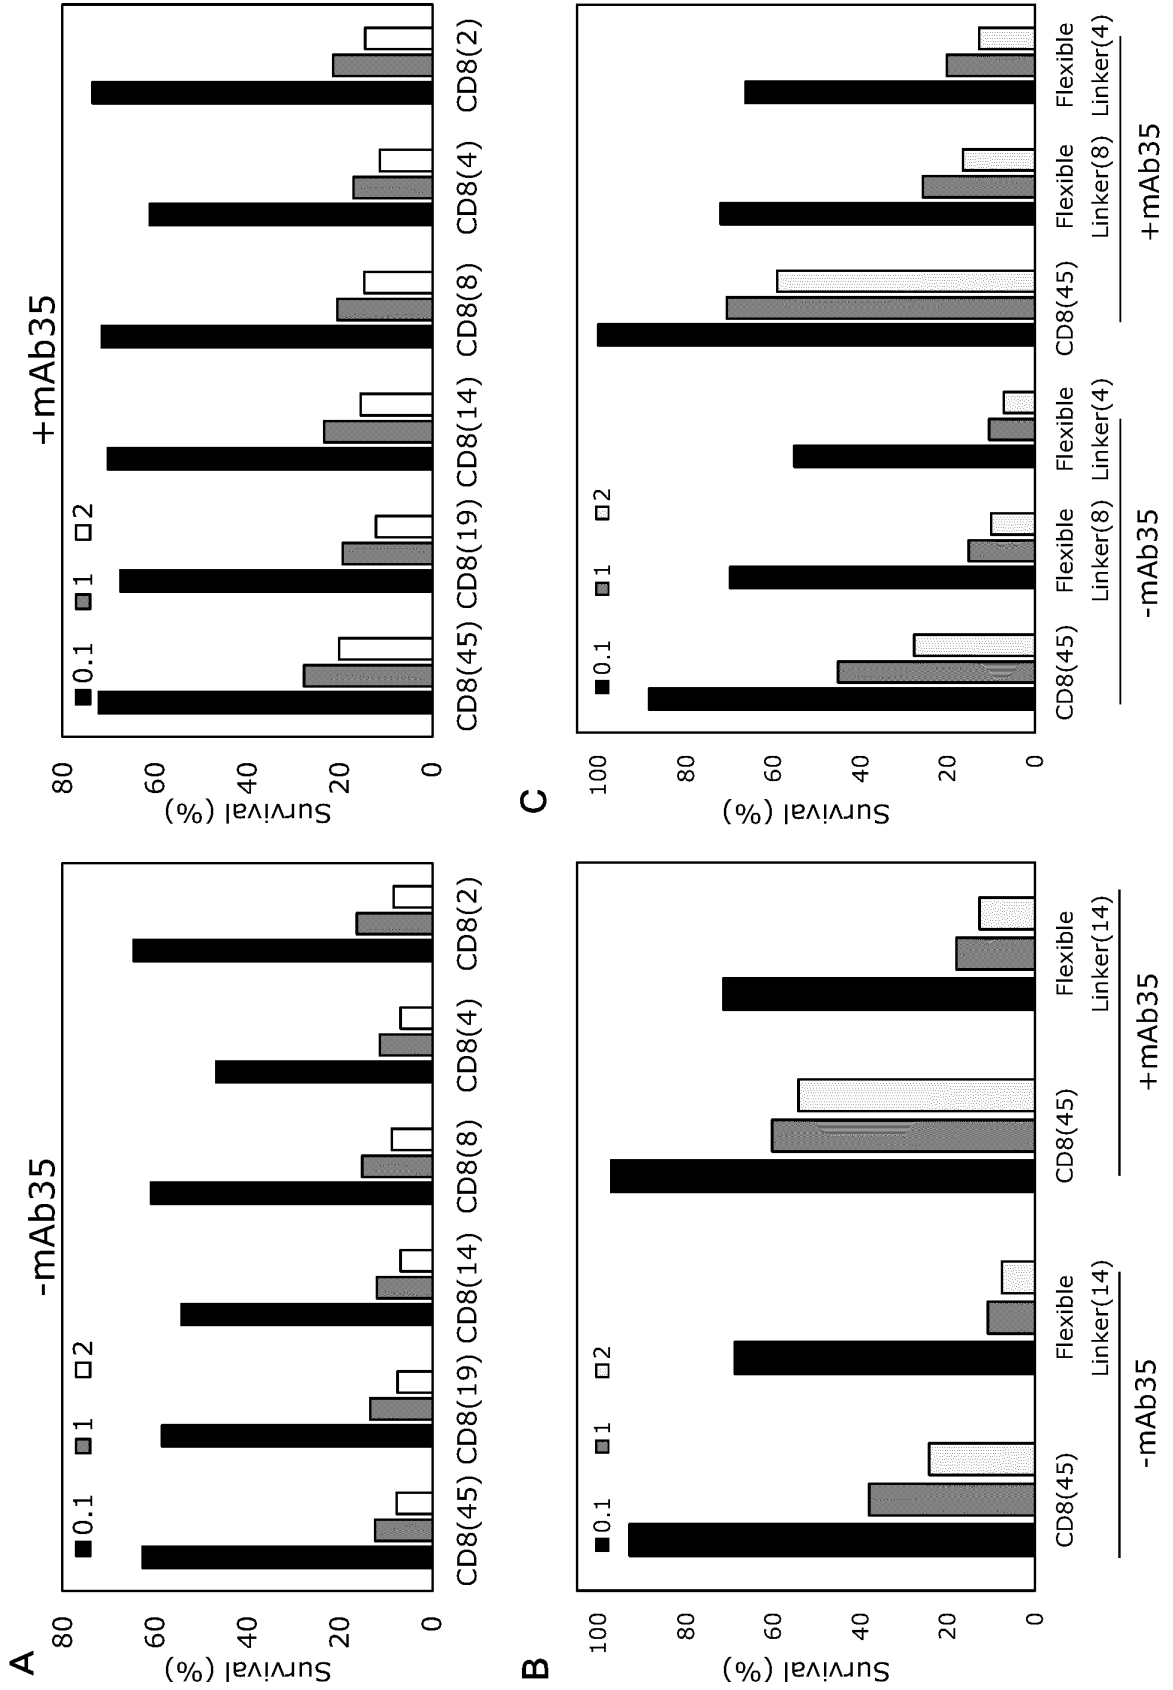 A
-mAb35
Survival (%)
80
60
40
20
0
0.1 1 2
CD8(45) CD8(19) CD8(14) CD8(8) CD8(4) CD8(2)
+mAb35
Survival (%)
80
60
40
20
0
0.1 1 2
CD8(45) CD8(19) CD8(14) CD8(8) CD8(4) CD8(2)
B
Survival (%)
100
80
60
40
20
0
0.1 1 2
CD8(45) Flexible CD8(45) Flexible
Linker(14) Linker(14)
-mAb35 +mAb35
C
Survival (%)
100
80
60
40
20
0
0.1 1 2
CD8(45) Flexible Flexible CD8(45) Flexible Flexible
Linker(8) Linker(4) Linker(8) Linker(4)
-mAb35 +mAb35